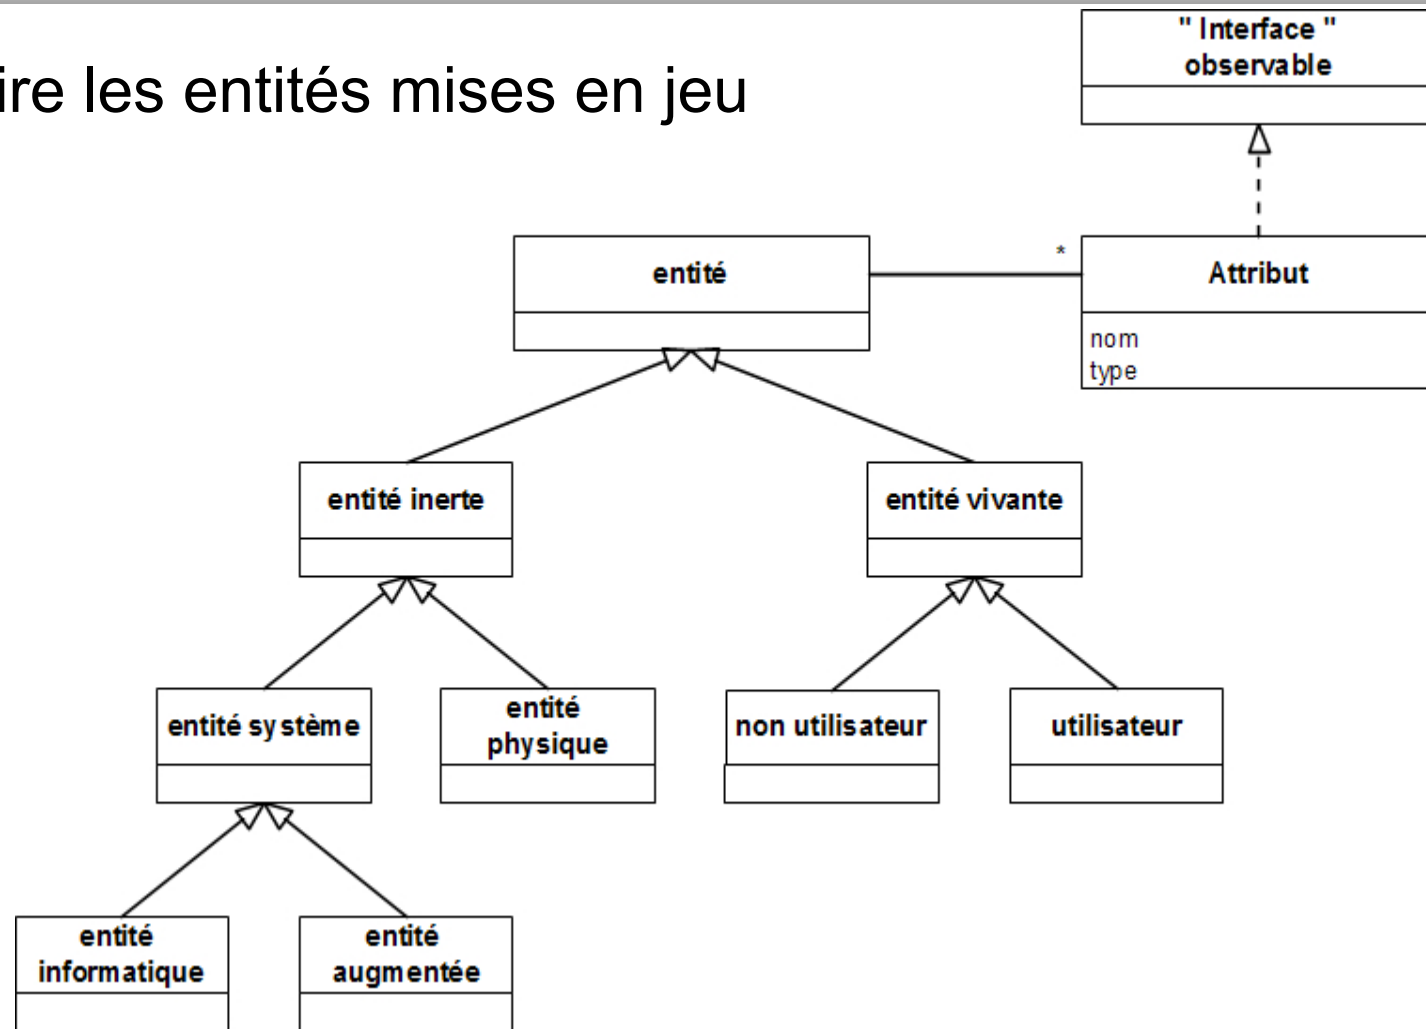 ire les entités mises en jeu
" Interface "
observable
entité
*
Attribut
nom
type
entité inerte
entité vivante
entité système
entité
physique
non utilisateur
utilisateur
entité
informatique
entité
augmentée